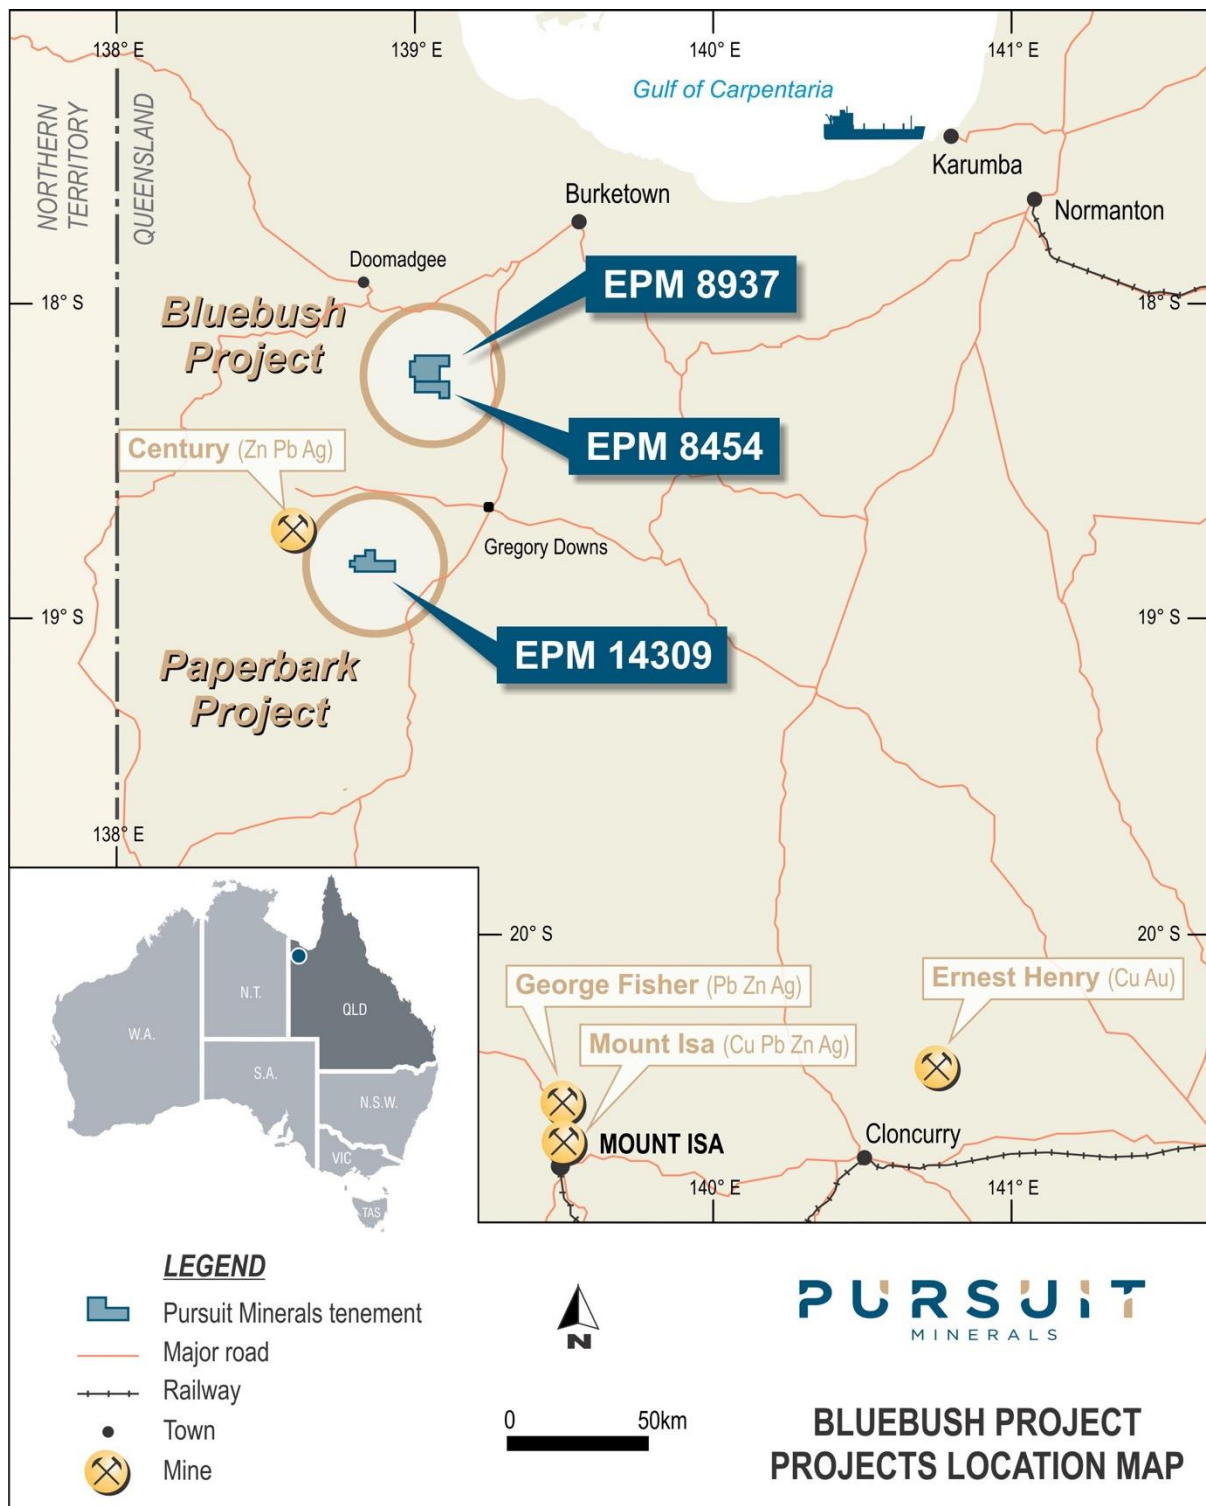 138° E
139° E
140° E
141° E
NORTHERN
TERRITORY
QUEENSLAND
Gulf of Carpentaria
Karumba
Burketown
Normanton
Doomadgee
EPM 8937
18° S
18° S
Bluebush
Project
EPM 8454
Century (Zn Pb Ag)
Gregory Downs
19° S
19° S
EPM 14309
Paperbark
Project
138° E
20° S
20° S
George Fisher (Pb Zn Ag)
Ernest Henry (Cu Au)
Mount Isa (Cu Pb Zn Ag)
MOUNT ISA
Cloncurry
140° E
141° E
N.T.
QLD
W.A.
S.A.
N.S.W.
VIC
TAS
LEGEND
Pursuit Minerals tenement
Major road
Railway
Town
Mine
N
0 50km
PURSUIT
MINERALS
BLUEBUSH PROJECT
PROJECTS LOCATION MAP